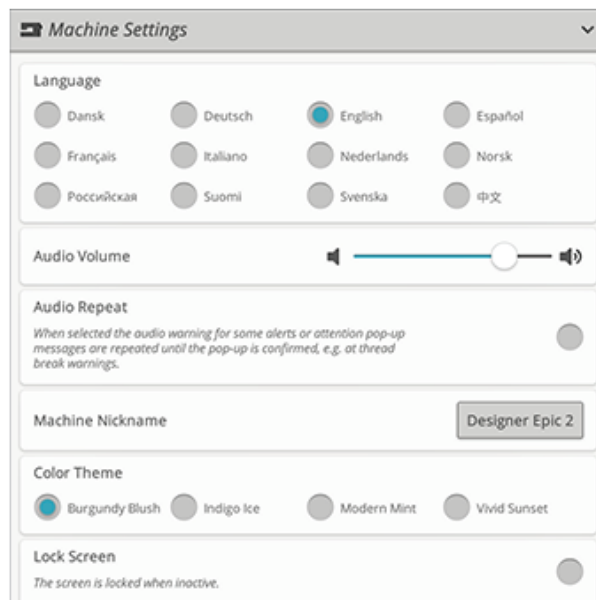 Machine Settings
Language
Dansk Deutsch English Español
Français Italiano Nederlands Norsk
Российская Suomi Svenska 中文
Audio Volume
Audio Repeat
When selected the audio warning for some alerts or attention pop-up
messages are repeated until the pop-up is confirmed, e.g. at thread
break warnings.
Machine Nickname Designer Epic 2
Color Theme
Burgundy Blush Indigo Ice Modern Mint Vivid Sunset
Lock Screen
The screen is locked when inactive.